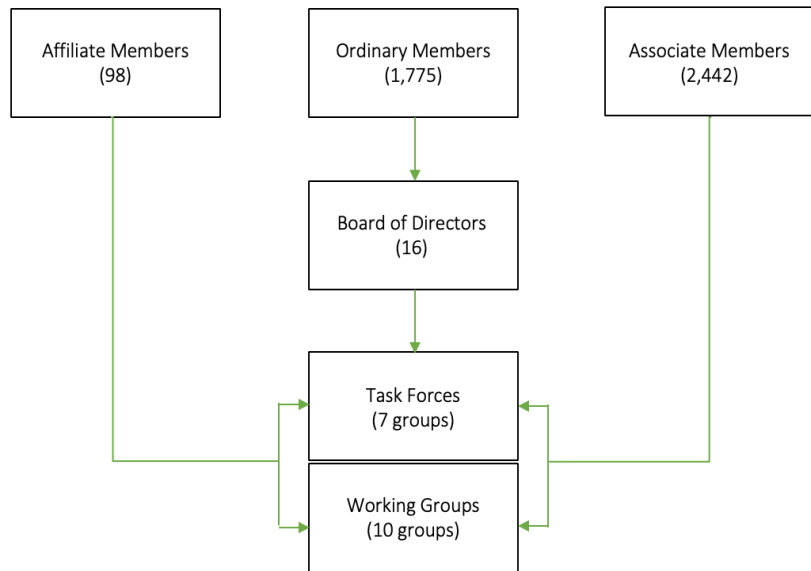 Affiliate Members
(98)
Ordinary Members
(1,775)
Associate Members
(2,442)
Board of Directors
(16)
Task Forces
(7 groups)
Working Groups
(10 groups)